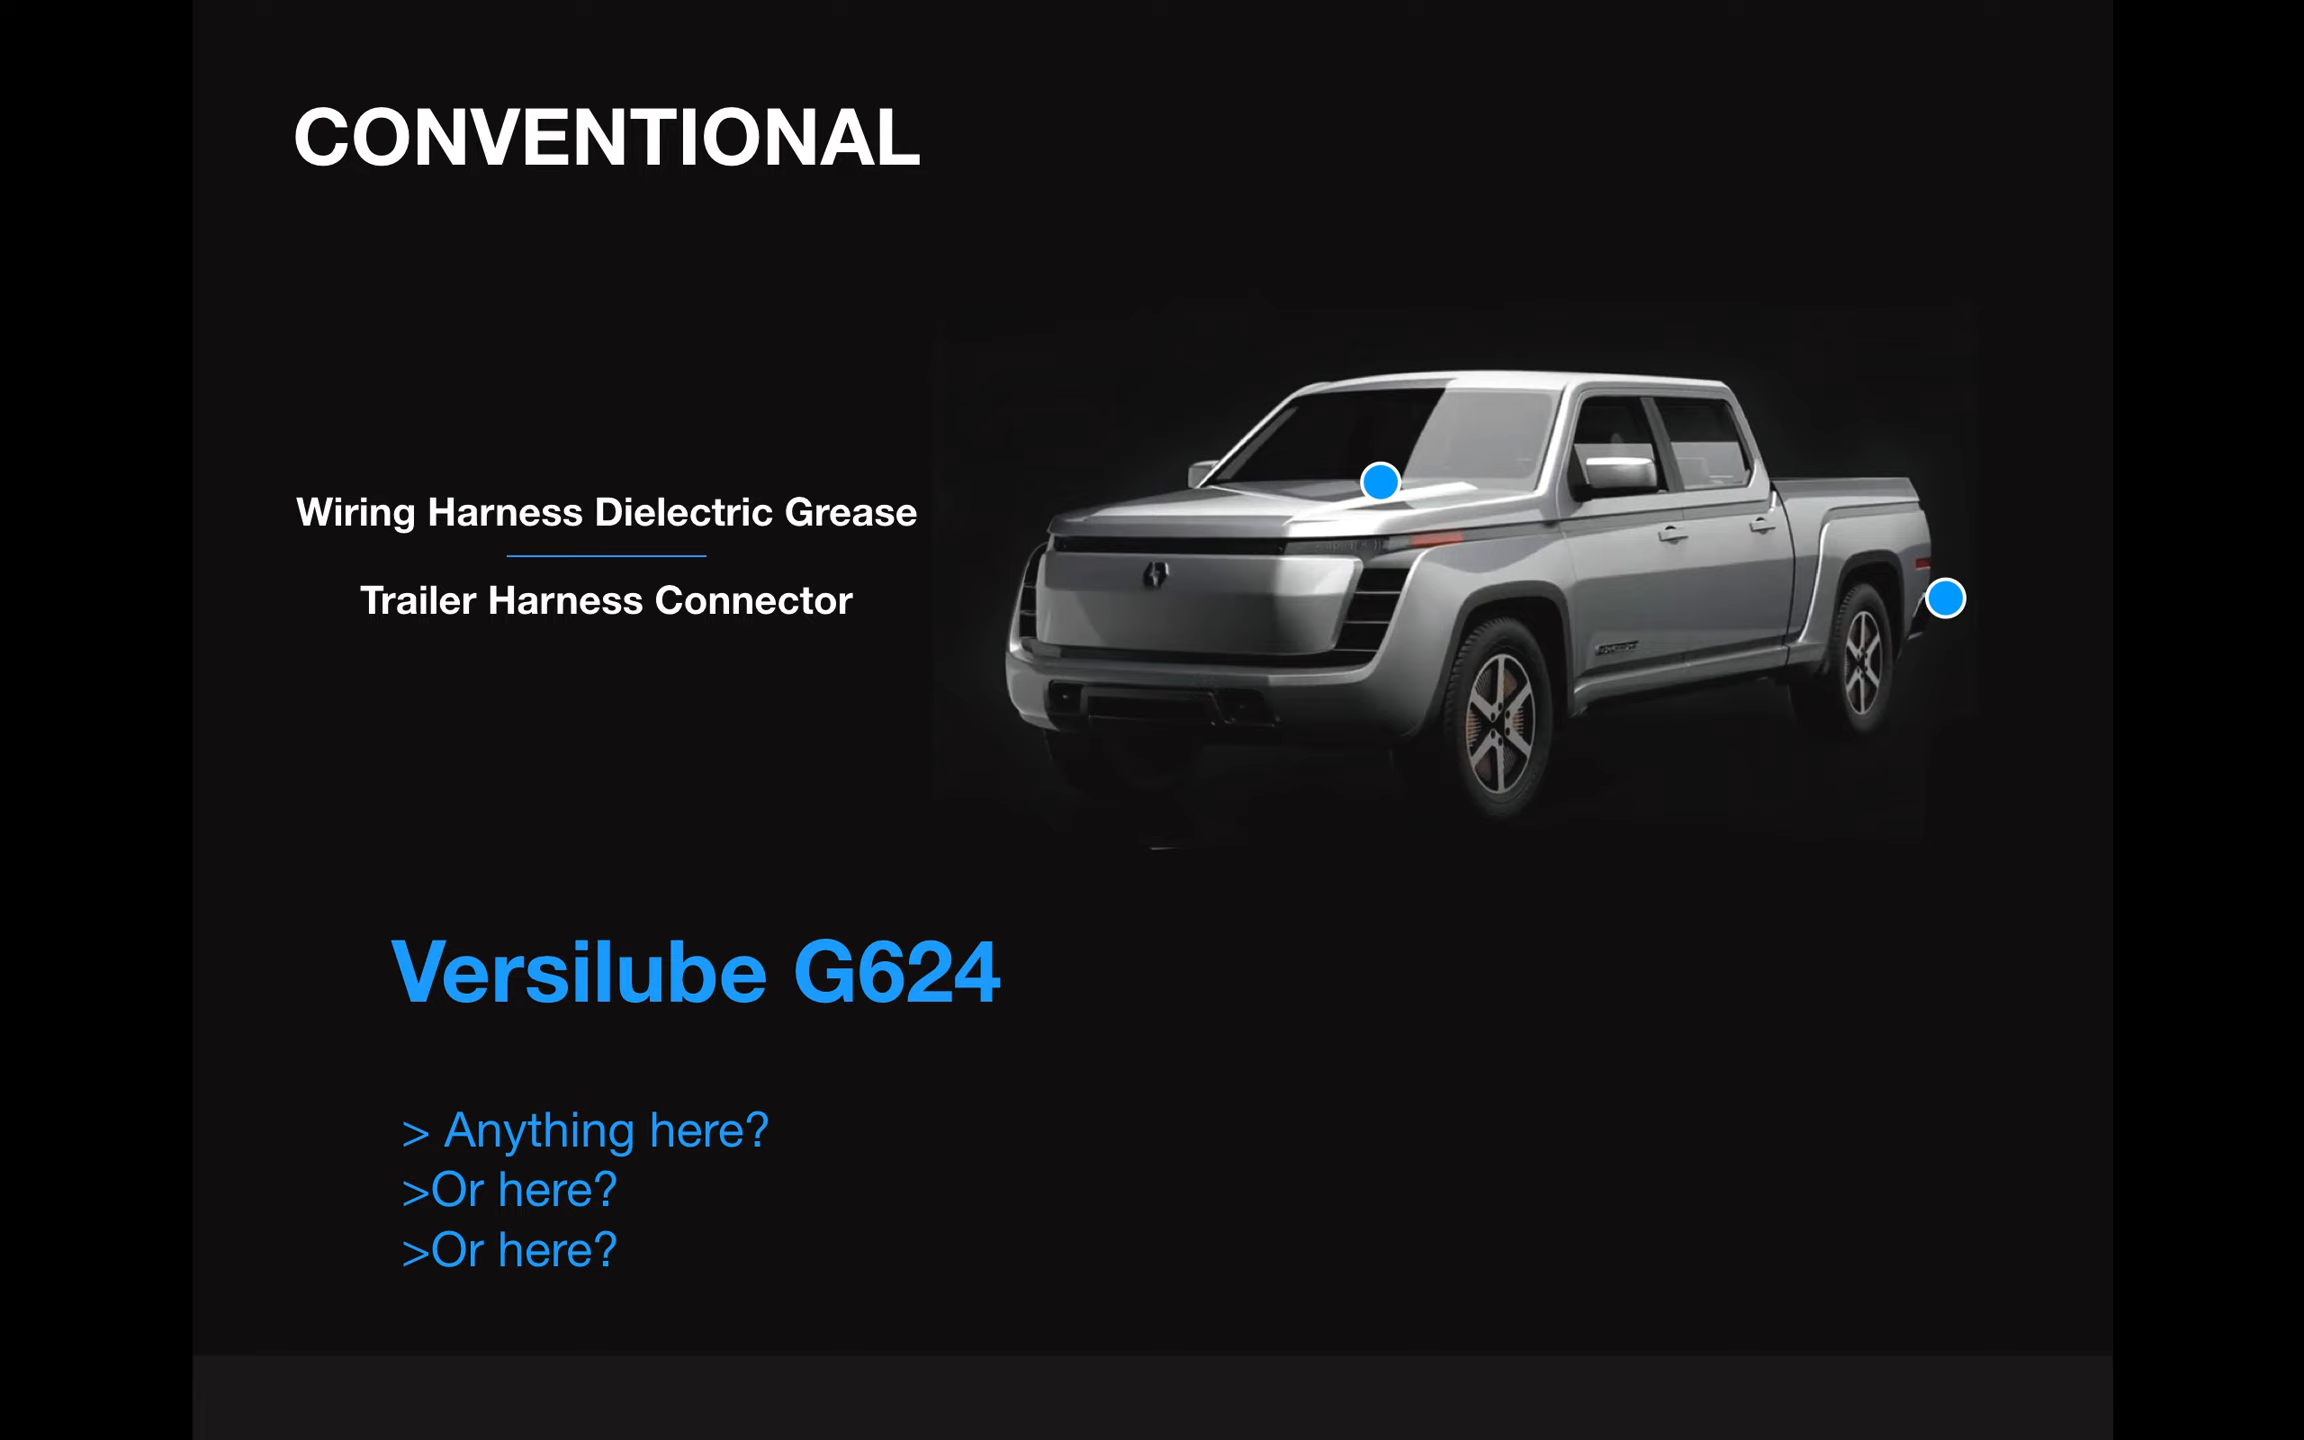 CONVENTIONAL
Wiring Harness Dielectric Grease
Trailer Harness Connector
Versilube G624
> Anything here?
>Or here?
>Or here?